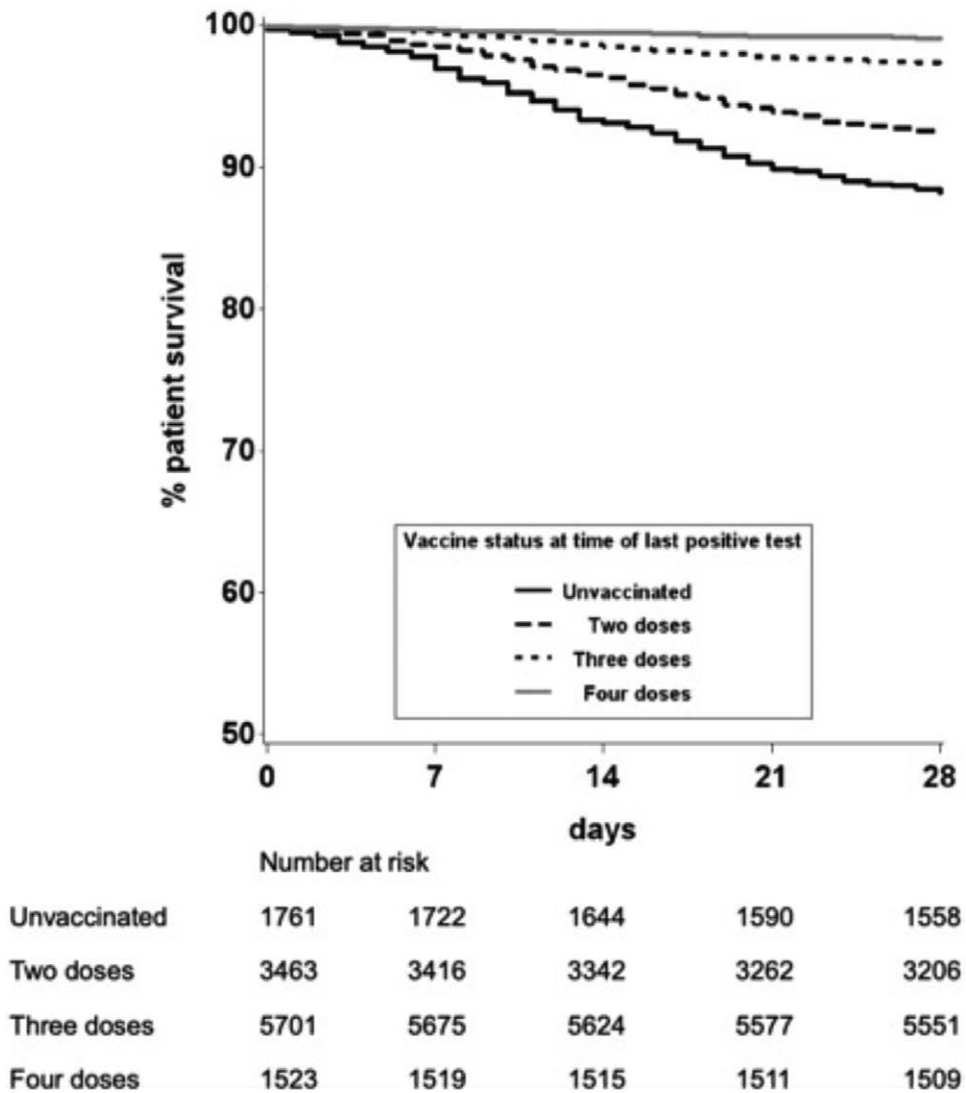 100
90
80
70
60
50
% patient survival
Vaccine status at time of last positive test
Unvaccinated
Two doses
Three doses
Four doses
0 7 14 21 28
days
Number at risk
Unvaccinated 1761 1722 1644 1590 1558
Two doses 3463 3416 3342 3262 3206
Three doses 5701 5675 5624 5577 5551
Four doses 1523 1519 1515 1511 1509